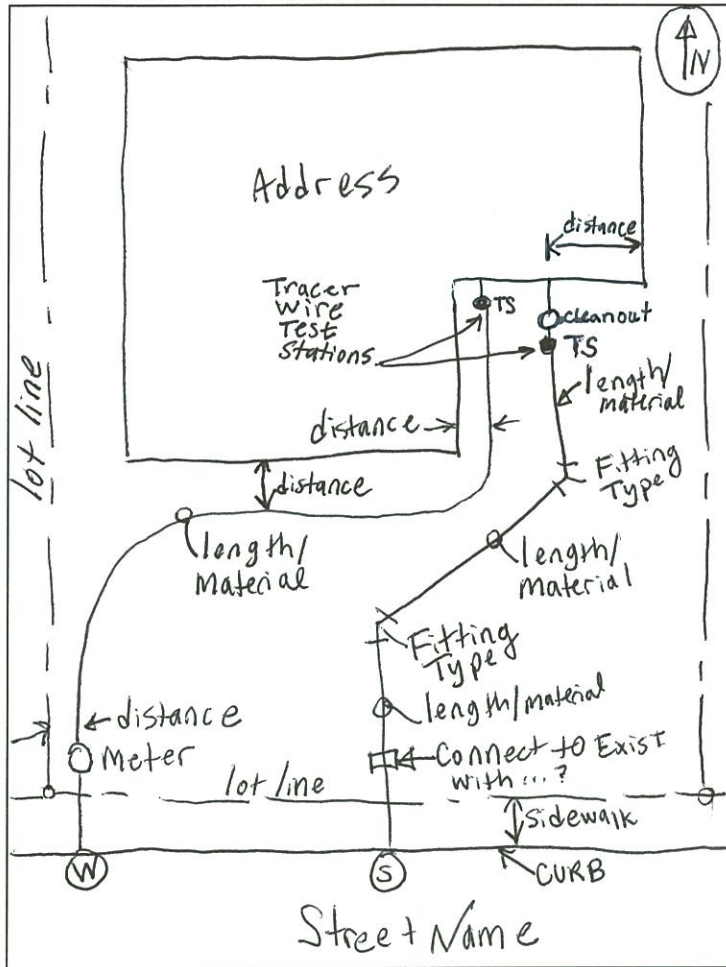 N
Address
distance
Tracer
Wire
Test
Stations
TS
cleanout
TS
length/
material
lot line
distance
distance
Fitting
Type
length/
material
length/
material
Fitting
Type
distance
length/material
Meter
Connect to Exist
with...?
lot line
sidewalk
W
S
CURB
Street Name